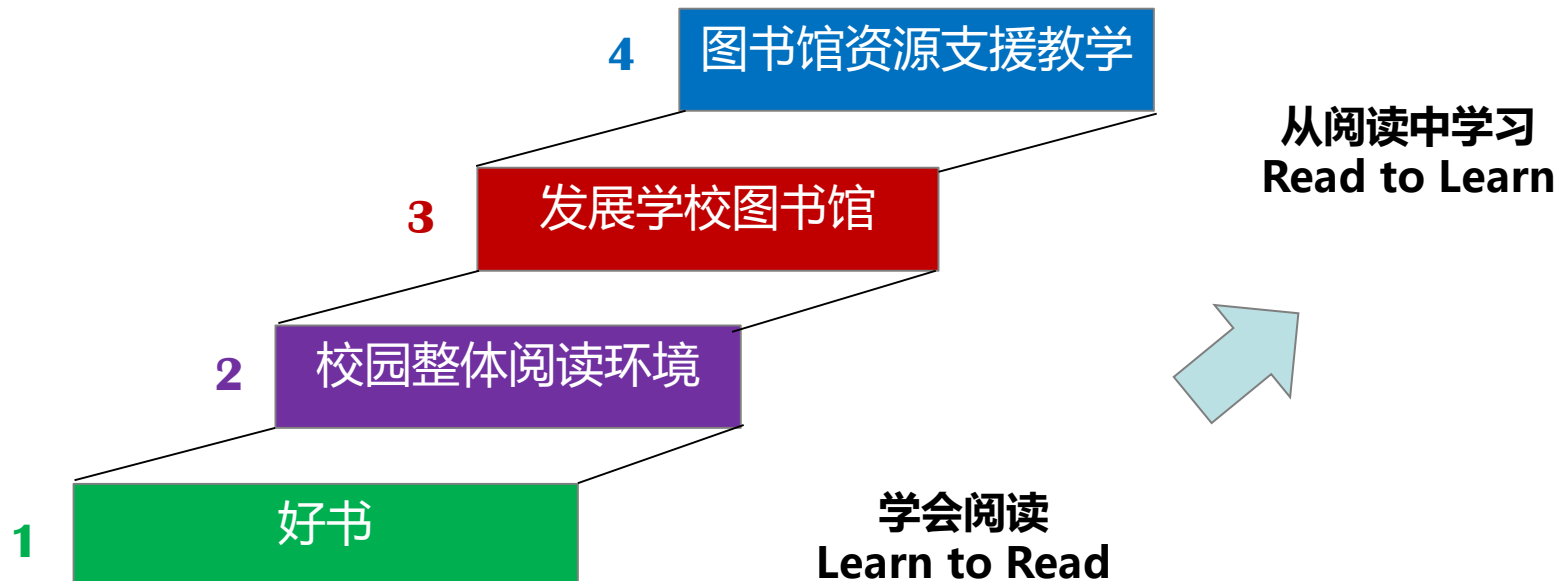 4
图书馆资源支援教学
从阅读中学习
Read to Learn
3
发展学校图书馆
2
校园整体阅读环境
1
好书
学会阅读
Learn to Read